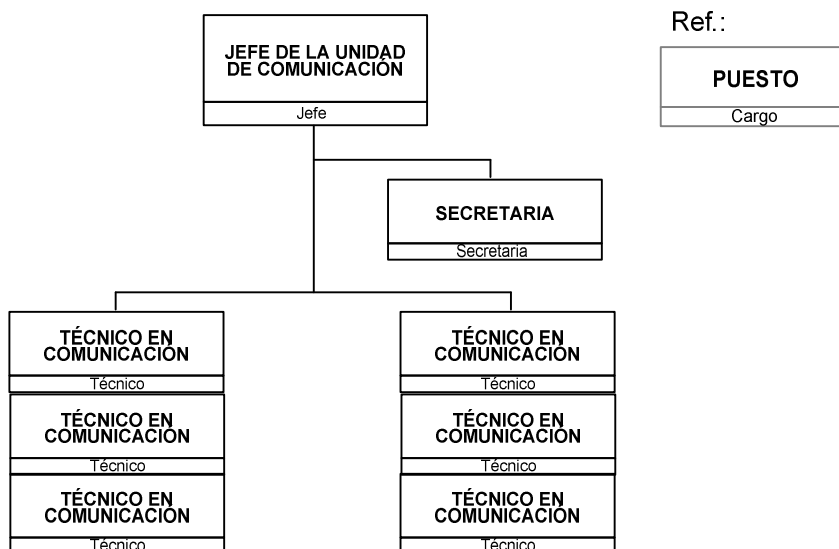 Ref.:
JEFE DE LA UNIDAD
DE COMUNICACIÓN
Jefe
PUESTO
Cargo
SECRETARIA
Secretaria
TÉCNICO EN
COMUNICACIÓN
Técnico
TÉCNICO EN
COMUNICACIÓN
Técnico
TÉCNICO EN
COMUNICACIÓN
Técnico
TÉCNICO EN
COMUNICACIÓN
Técnico
TÉCNICO EN
COMUNICACIÓN
Técnico
TÉCNICO EN
COMUNICACIÓN
Técnico